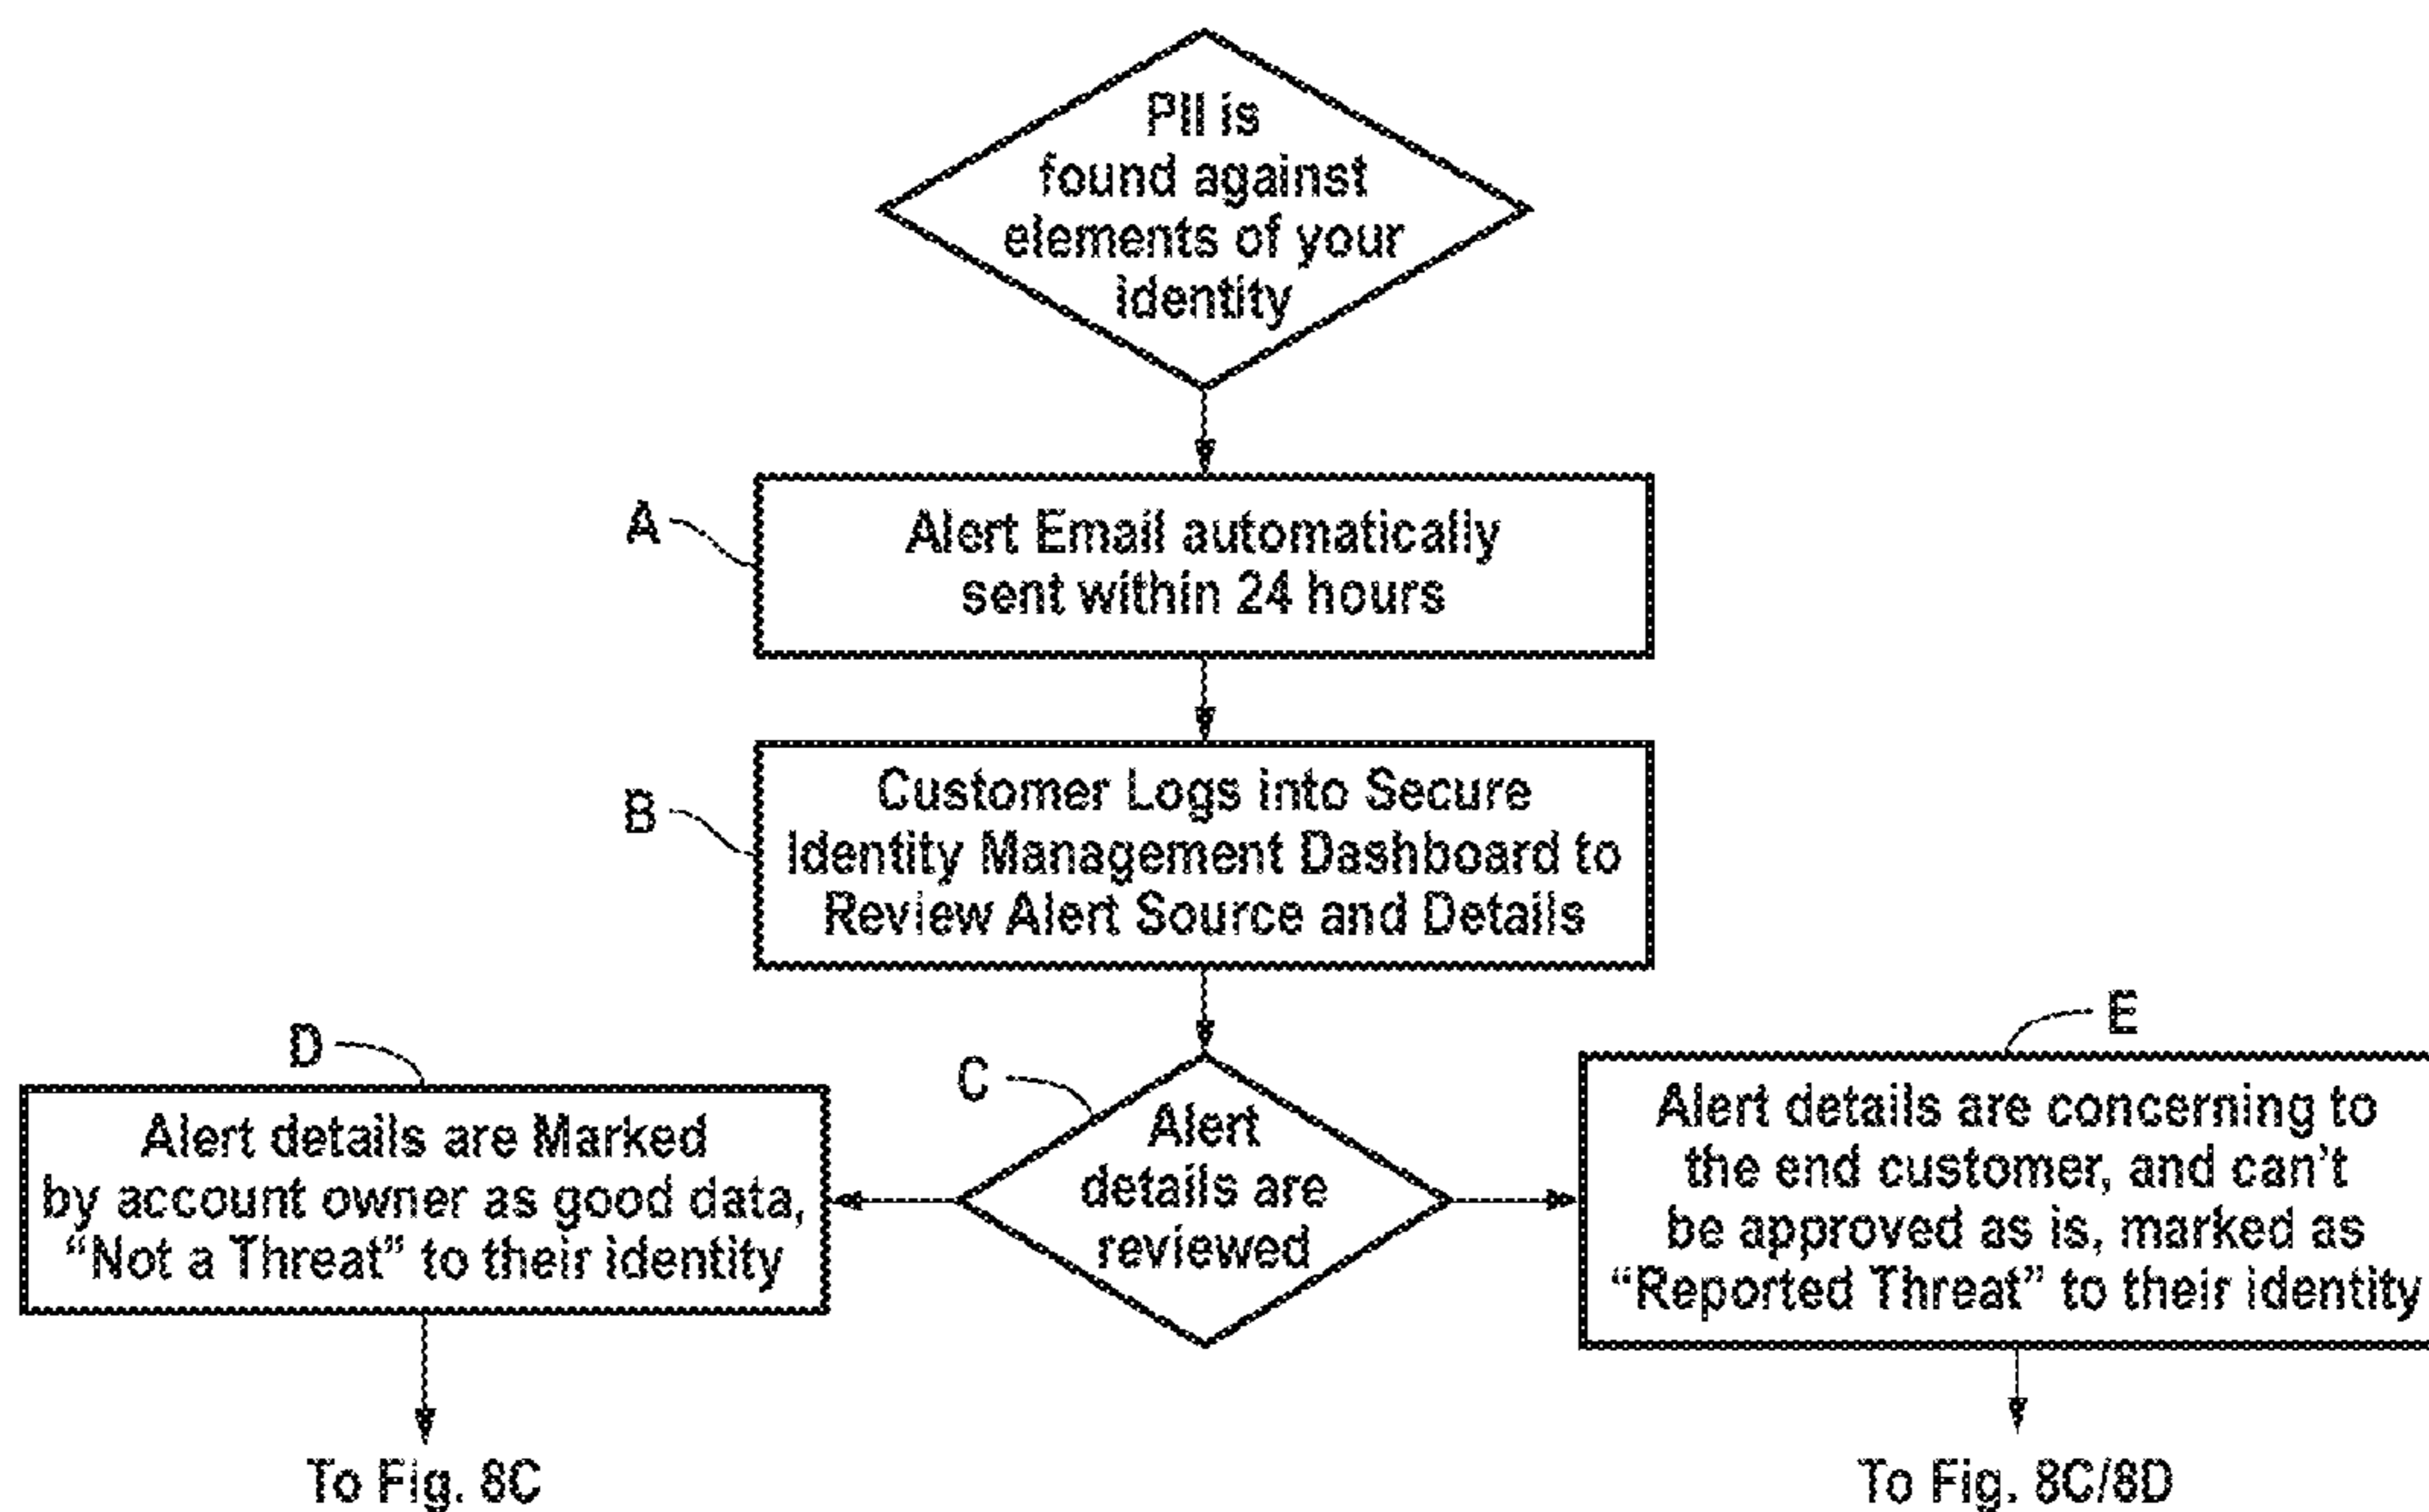 PII is
found against
elements of your
identity
A
Alert Email automatically
sent within 24 hours
B
Customer Logs into Secure
Identity Management Dashboard to
Review Alert Source and Details
D
Alert details are Marked
by account owner as good data,
“Not a Threat” to their identity
C
Alert
details are
reviewed
E
Alert details are concerning to
the end customer, and can’t
be approved as is, marked as
“Reported Threat” to their identity
To Fig. 8C
To Fig. 8C/8D